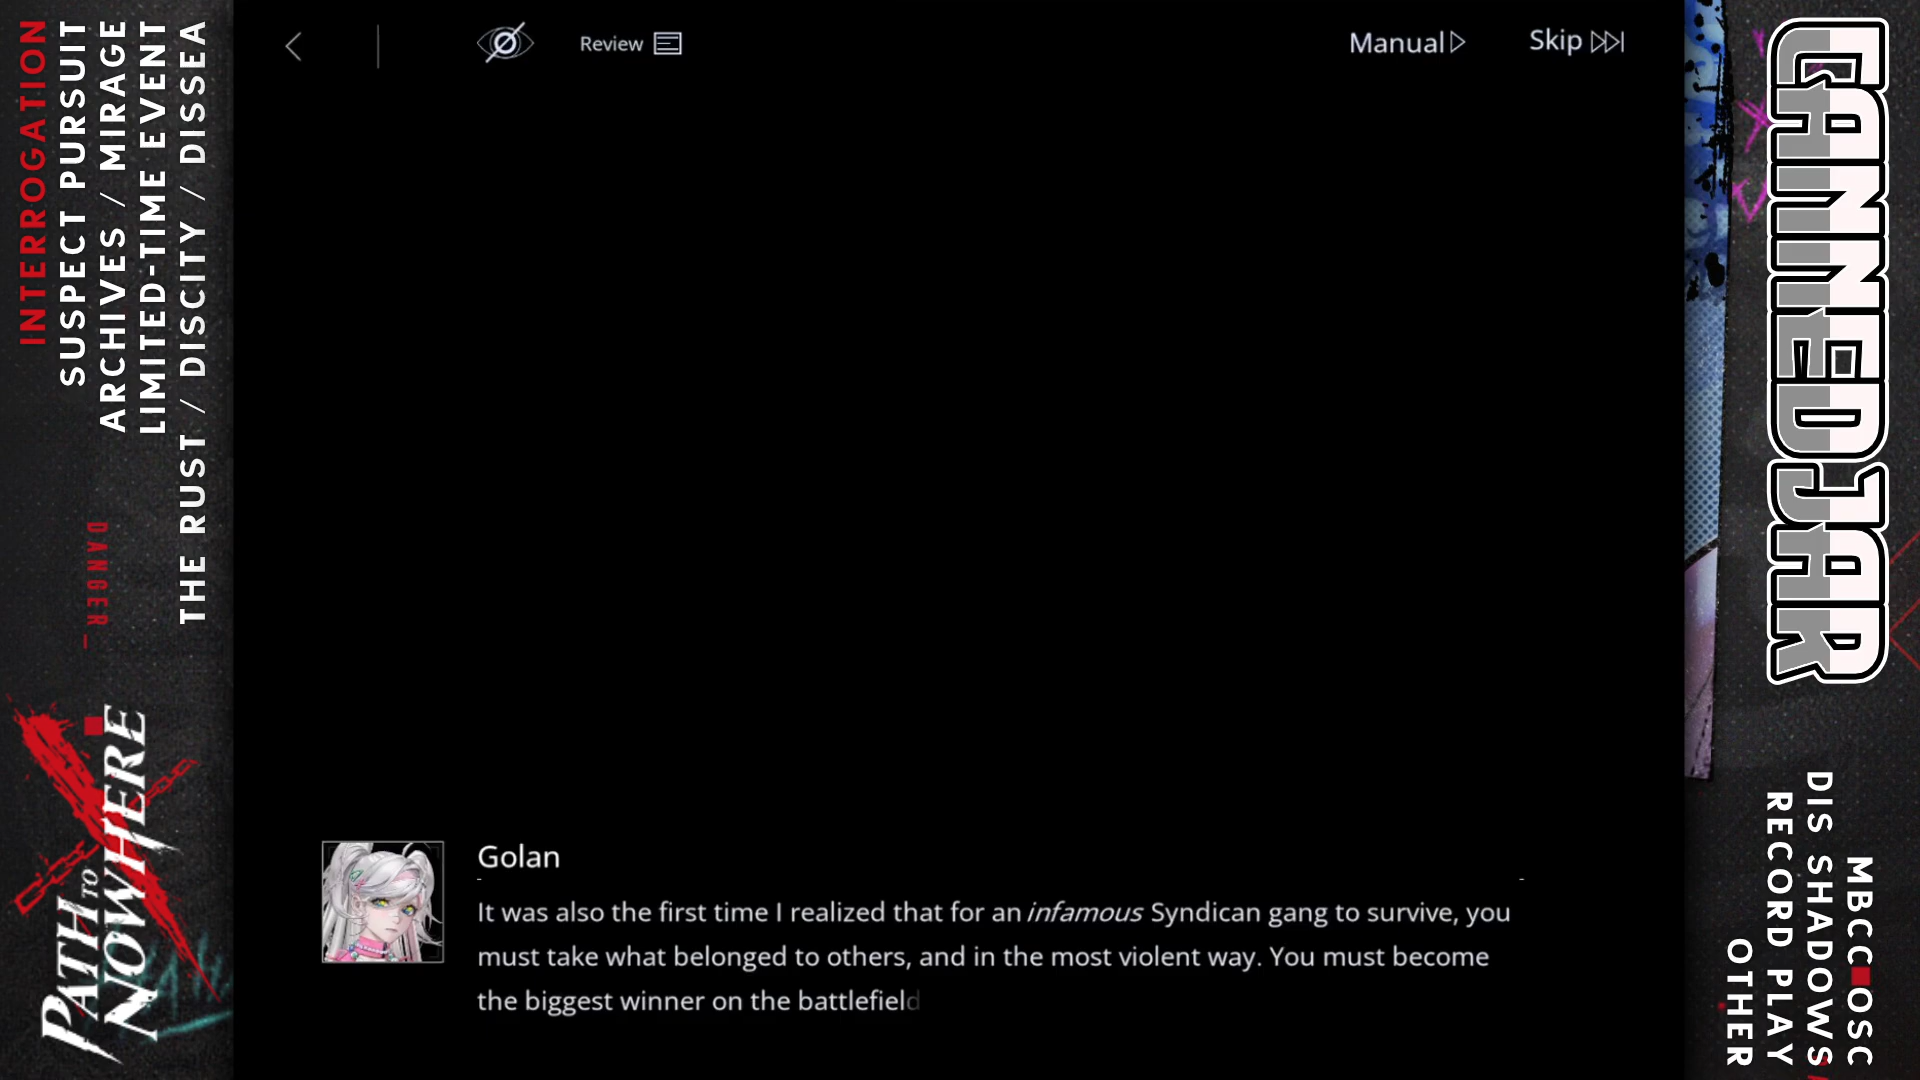 INTERROGATION
SUSPECT PURSUIT
ARCHIVES / MIRAGE
LIMITED-TIME EVENT
THE RUST / DISCITY / DISSEA
DANGER_
PATH TO
NOWHERE
Review
Manual
Skip
Golan
It was also the first time I realized that for an infamous Syndican gang to survive, you
must take what belonged to others, and in the most violent way. You must become
the biggest winner on the battlefield
CANNEDJAR
MBCC OSC
DIS SHADOWS
RECORD PLAY
OTHER